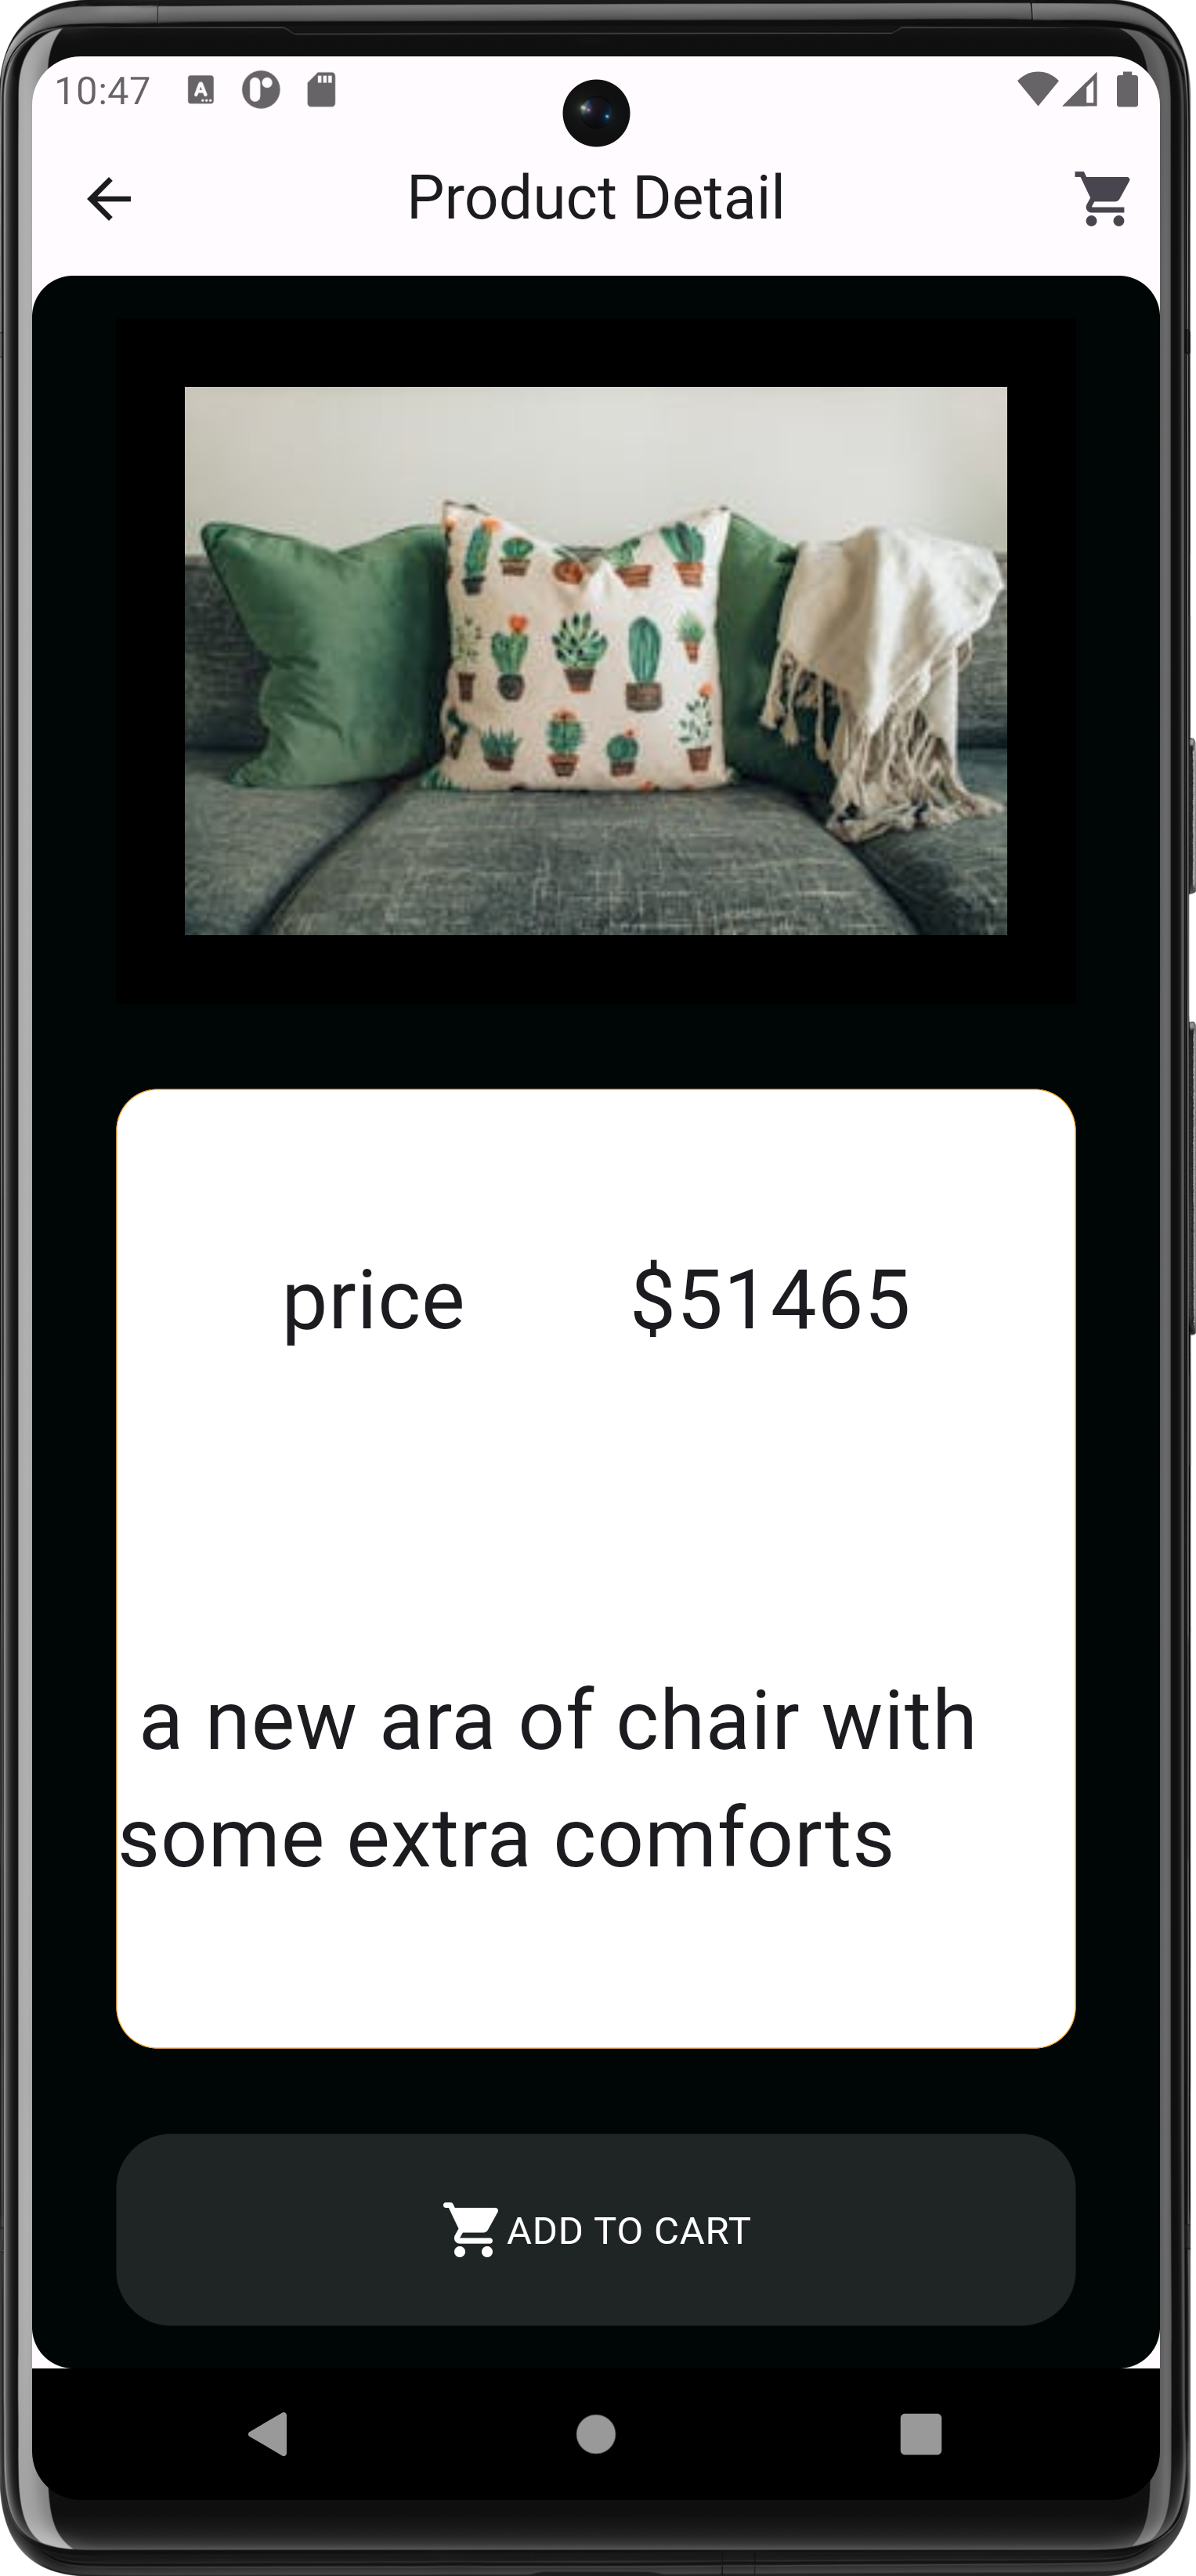 10:47
Product Detail
price $51465
a new ara of chair with
some extra comforts
ADD TO CART